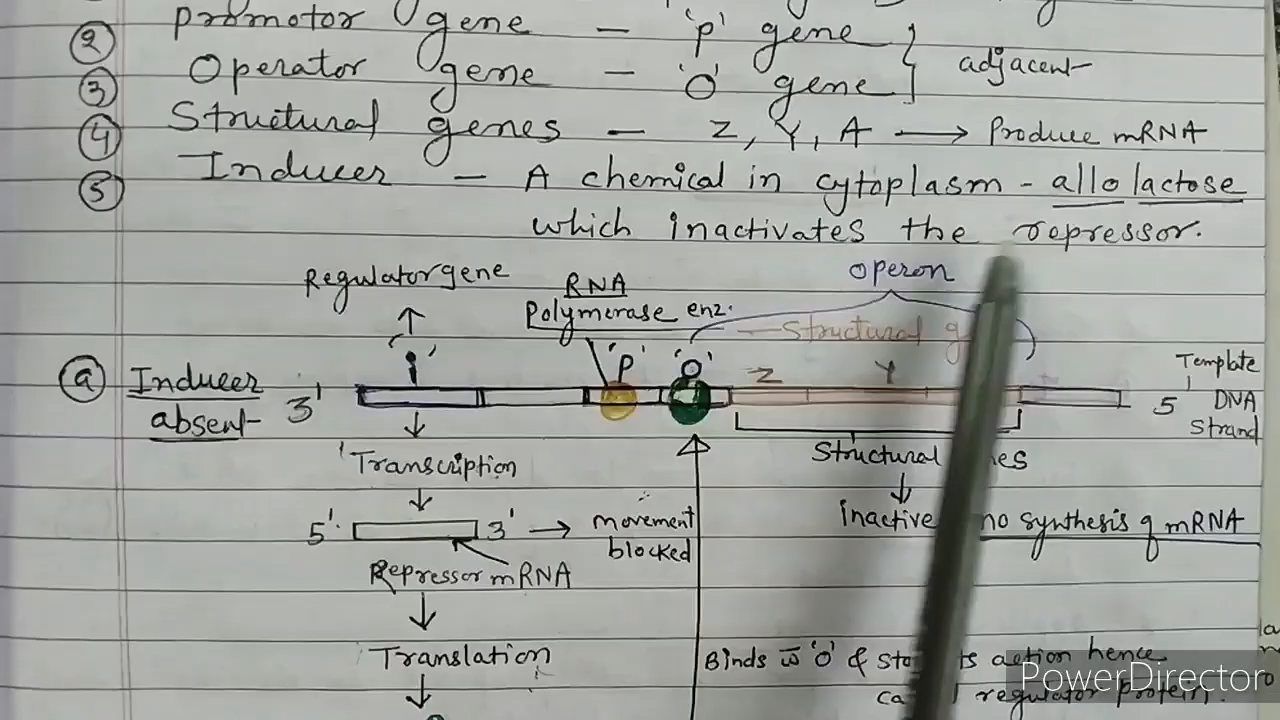 ② promotor gene - 'p' gene
③ Operator gene - 'O' gene
adjacent
④ Structural genes - Z, Y, A → Produce mRNA
⑤ Inducer - A chemical in cytoplasm - allolactose
which inactivates the repressor.
Regulator gene
RNA
Polymerase enz.
operon
Structural g
'i'
'P'
'O'
Z
Y
ⓐ Inducer
absent
3'
5
Template
DNA
Strand
Transcription
Structural
inactive
no synthesis of mRNA
5'
3' → movement
blocked
Repressor mRNA
Translation
Binds w̄ 'O' & action hence
regulator protein.
PowerDirector